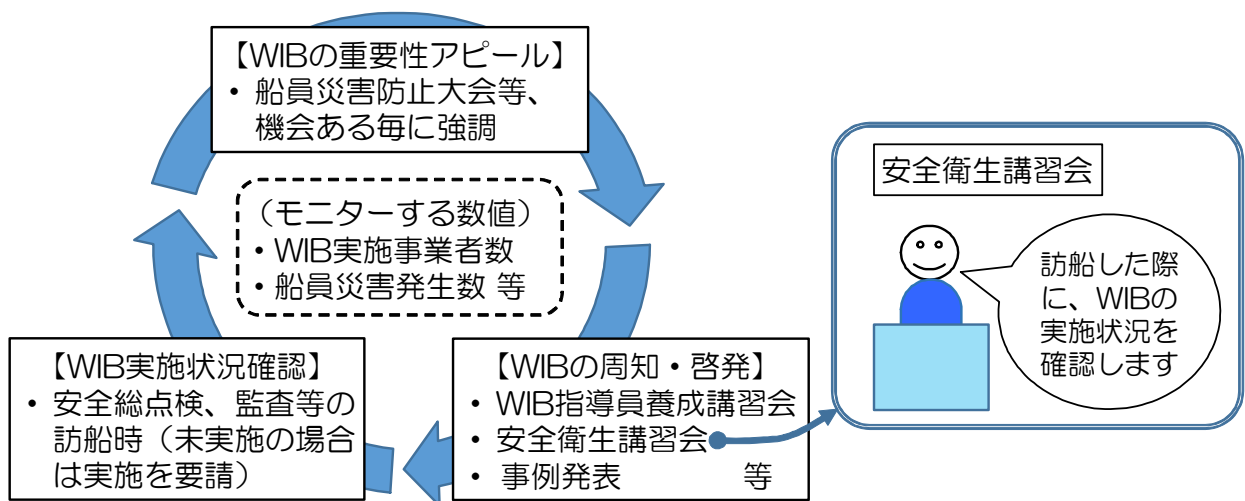 【WIBの重要性アピール】
• 船員災害防止大会等、
機会ある毎に強調
（モニターする数値）
・WIB実施事業者数
・船員災害発生数 等
【WIB実施状況確認】
• 安全総点検、監査等の
訪船時（未実施の場合
は実施を要請）
【WIBの周知・啓発】
• WIB指導員養成講習会
• 安全衛生講習会
• 事例発表 等
安全衛生講習会
訪船した際
に、WIBの
実施状況を
確認します